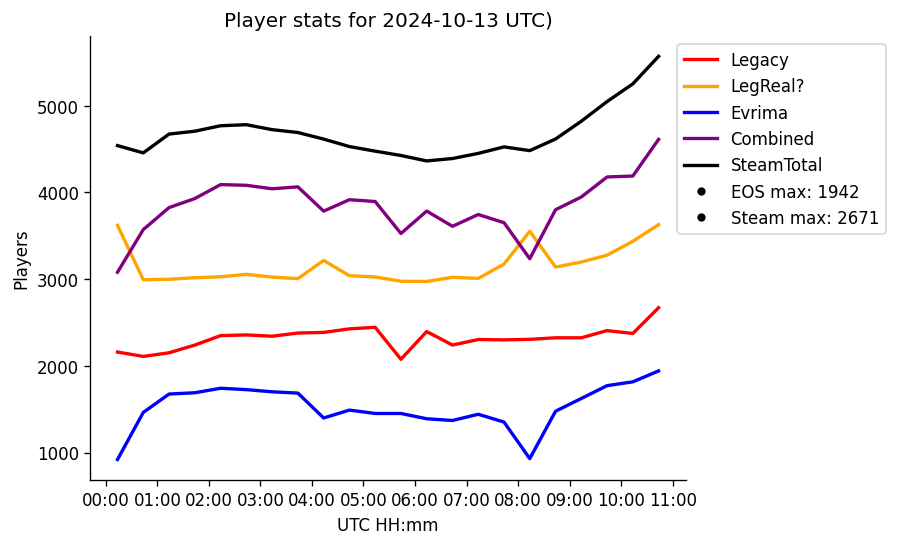 Player stats for 2024-10-13 UTC)
Legacy
LegReal?
Evrima
Combined
SteamTotal
EOS max: 1942
Steam max: 2671
Players
5000
4000
3000
2000
1000
00:00 01:00 02:00 03:00 04:00 05:00 06:00 07:00 08:00 09:00 10:00 11:00
UTC HH:mm